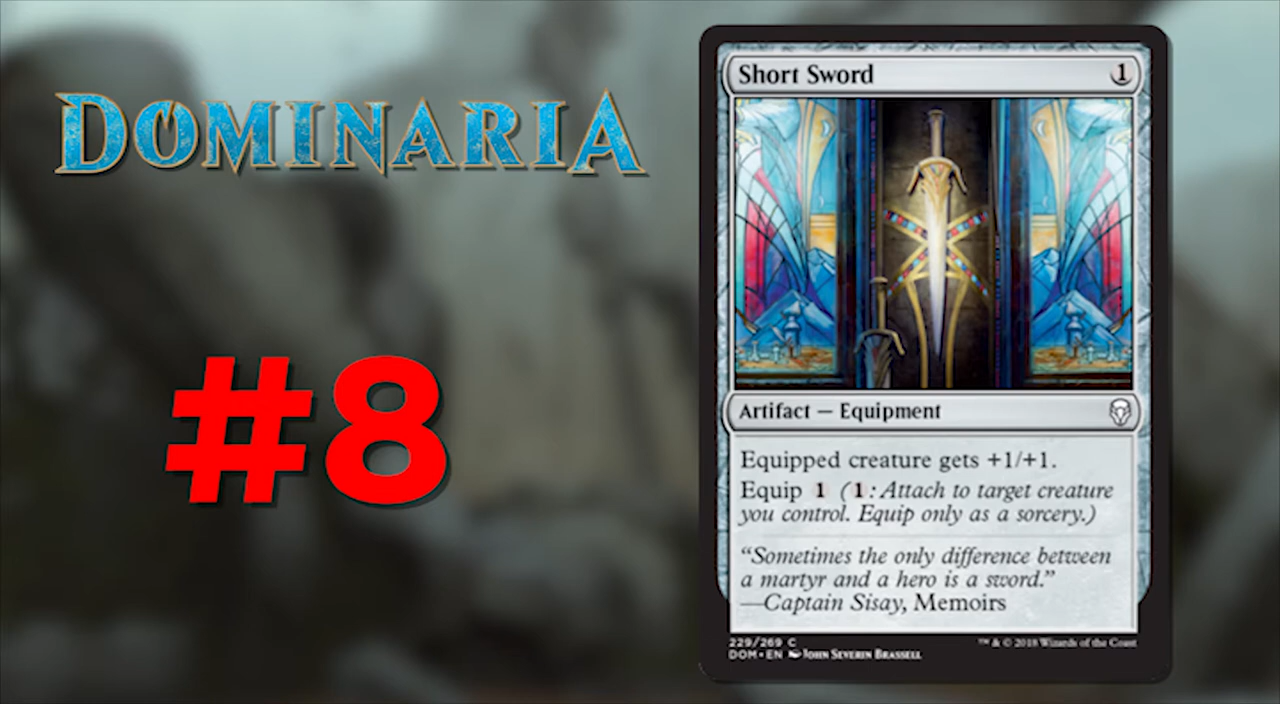 DOMINARIA
#8
Short Sword 1
Artifact — Equipment
Equipped creature gets +1/+1.
Equip 1 (1: Attach to target creature
you control. Equip only as a sorcery.)
“Sometimes the only difference between
a martyr and a hero is a sword.”
—Captain Sisay, Memoirs
229/269 C
™ & © 2018 Wizards of the Coast
DOM • EN John Severin Brassell